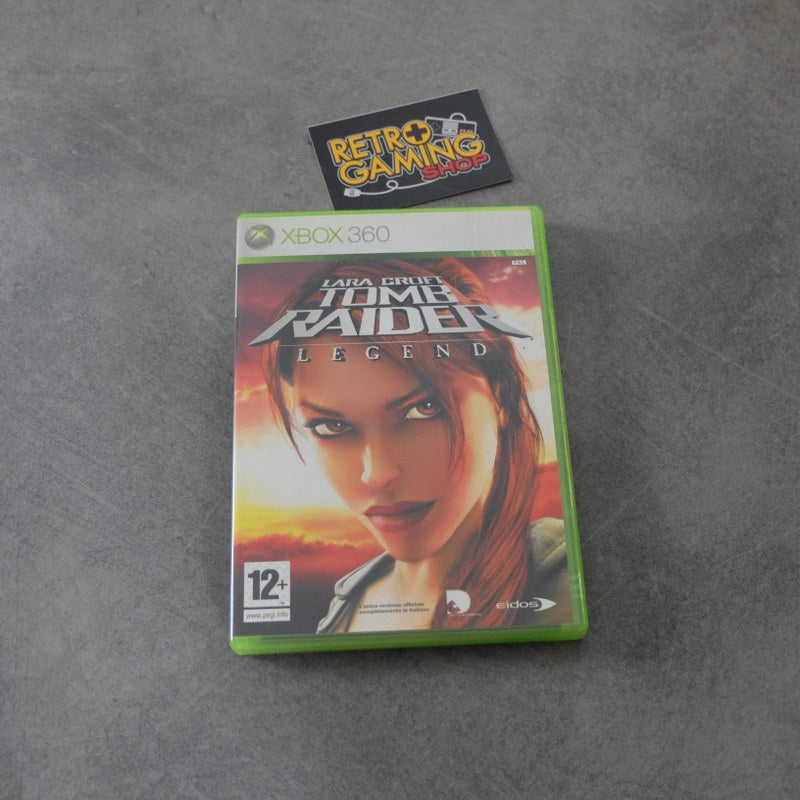 RETRO
GAMING
SHOP
XBOX 360
PAL
LARA CROFT
TOMB
RAIDER
LEGEND
12+
www.pegi.info
L'unica versione ufficiale
completamente in italiano
eidos